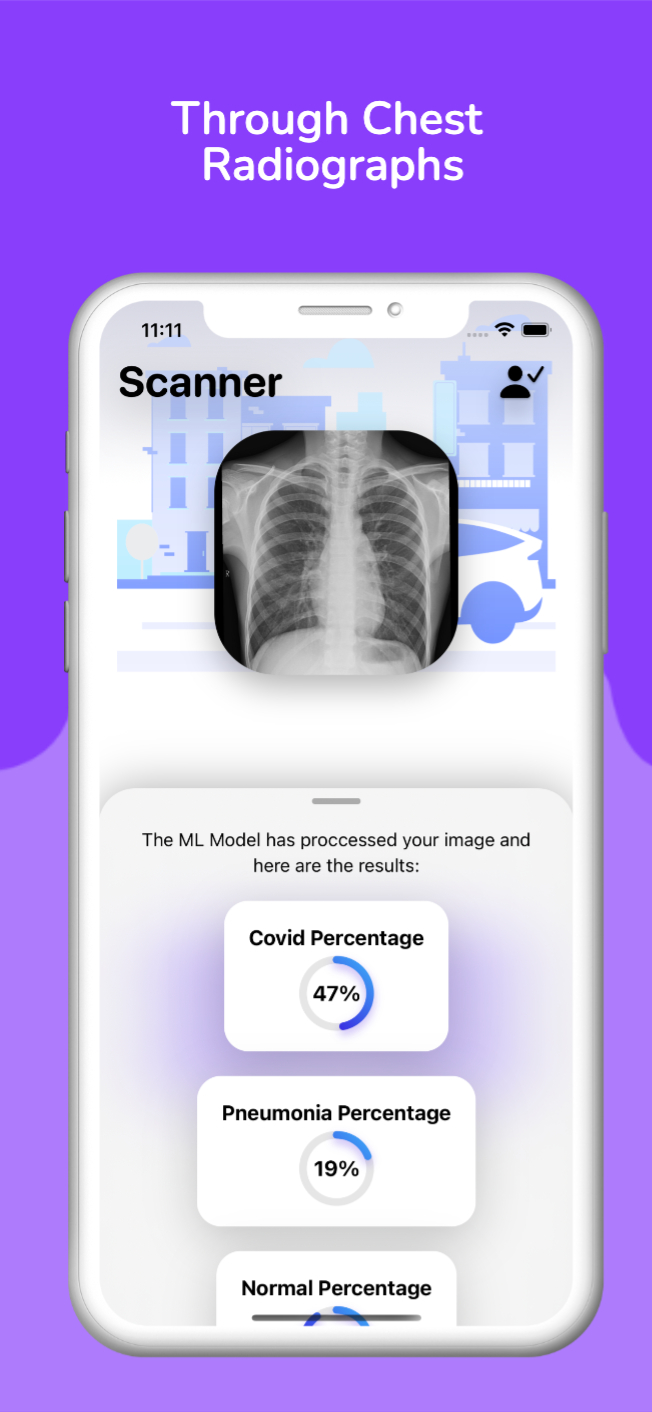 Through Chest
Radiographs
11:11
Scanner
The ML Model has proccessed your image and
here are the results:
Covid Percentage
47%
Pneumonia Percentage
19%
Normal Percentage